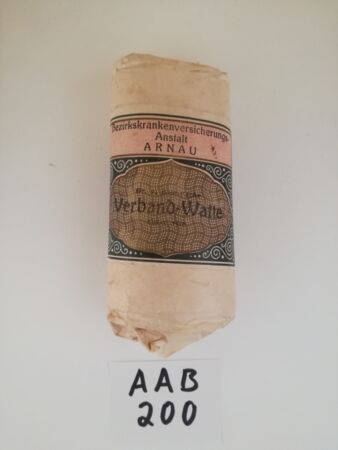 Bezirkskrankenversicherungs-
Anstalt
ARNAU
Verband-Watte
AAB
200